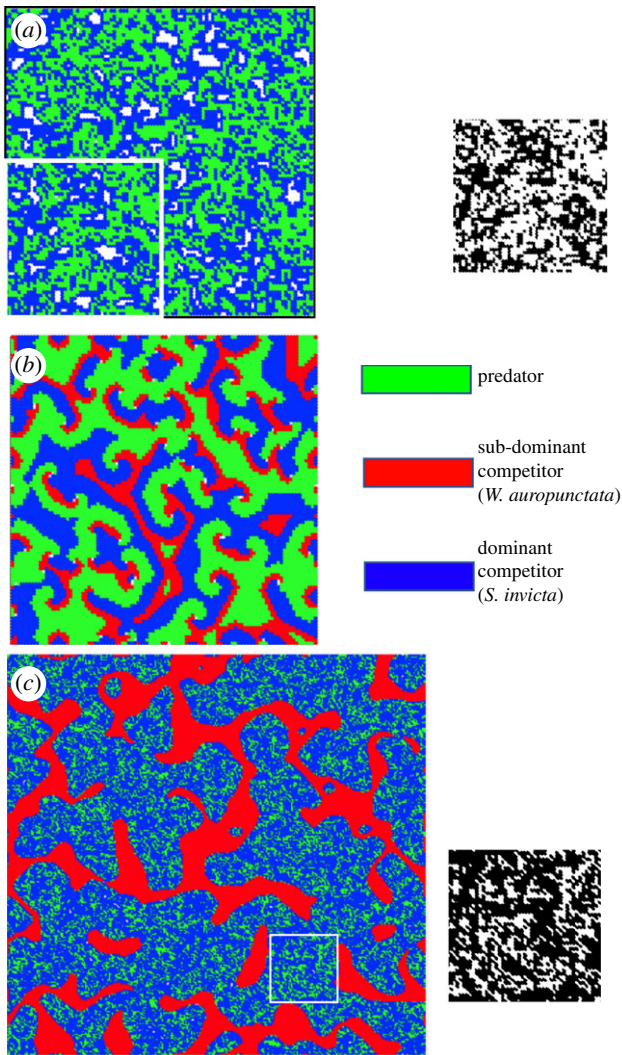 (a)
(b)
predator
sub-dominant
competitor
(W. auropunctata)
dominant
competitor
(S. invicta)
(c)